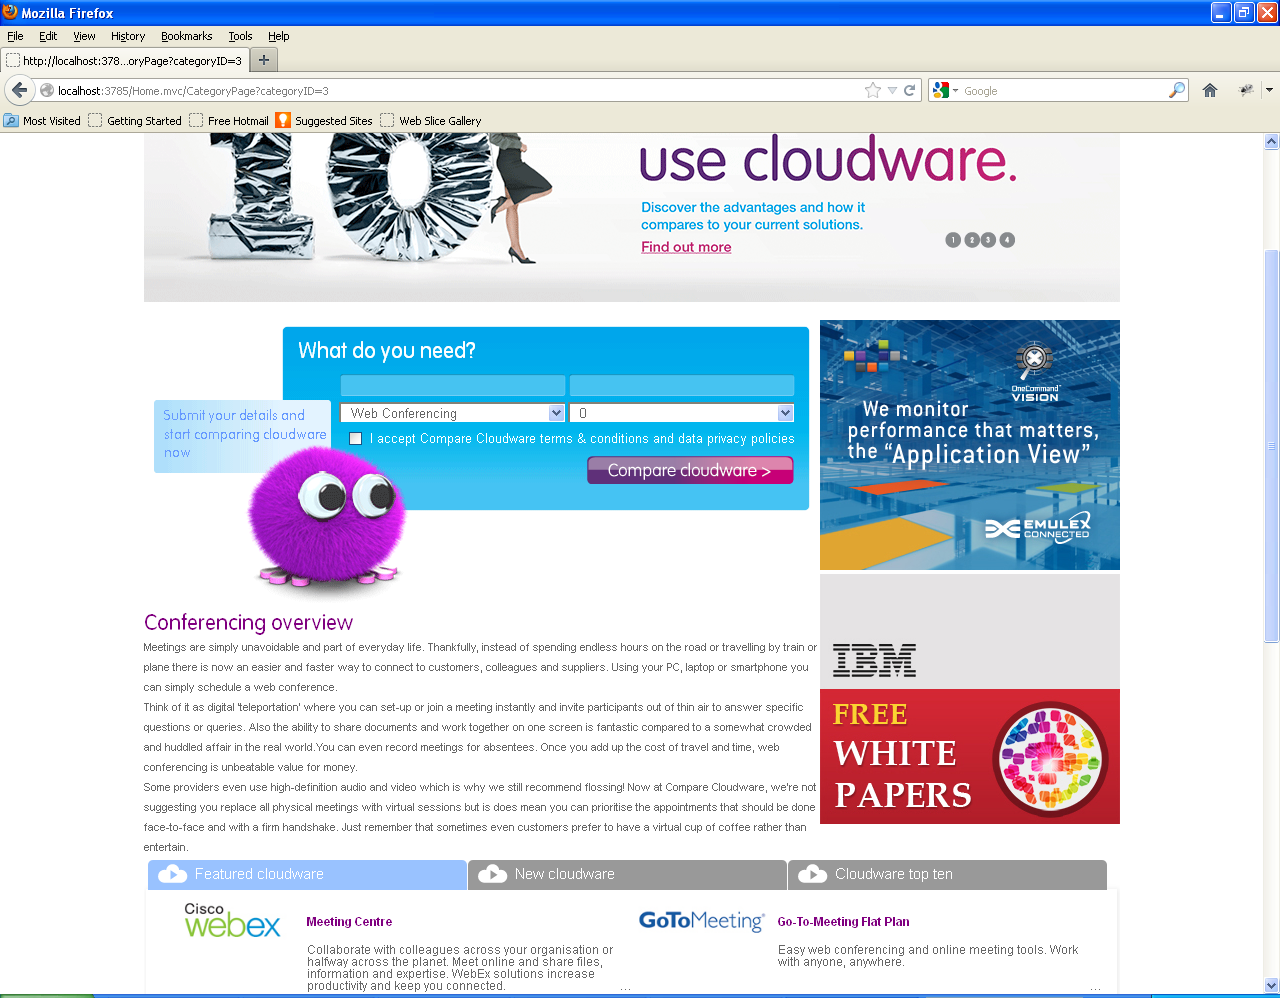 Mozilla Firefox
File Edit View History Bookmarks Tools Help
http://localhost:378...oryPage?categoryID=3
localhost:3785/Home.mvc/CategoryPage?categoryID=3
Google
Most Visited Getting Started Free Hotmail Suggested Sites Web Slice Gallery
10
use cloudware.
Discover the advantages and how it
compares to your current solutions.
Find out more
1 2 3 4
What do you need?
Submit your details and
start comparing cloudware
now
Web Conferencing
0
I accept Compare Cloudware terms & conditions and data privacy policies
Compare cloudware >
OneCommand
VISION
We monitor
performance that matters,
the “Application View”
EMULEX
CONNECTED
IBM
FREE
WHITE
PAPERS
Conferencing overview
Meetings are simply unavoidable and part of everyday life. Thankfully, instead of spending endless hours on the road or travelling by train or
plane there is now an easier and faster way to connect to customers, colleagues and suppliers. Using your PC, laptop or smartphone you
can simply schedule a web conference.
Think of it as digital 'teleportation' where you can set-up or join a meeting instantly and invite participants out of thin air to answer specific
questions or queries. Also the ability to share documents and work together on one screen is fantastic compared to a somewhat crowded
and huddled affair in the real world.You can even record meetings for absentees. Once you add up the cost of travel and time, web
conferencing is unbeatable value for money.
Some providers even use high-definition audio and video which is why we still recommend flossing! Now at Compare Cloudware, we're not
suggesting you replace all physical meetings with virtual sessions but is does mean you can prioritise the appointments that should be done
face-to-face and with a firm handshake. Just remember that sometimes even customers prefer to have a virtual cup of coffee rather than
entertain.
Featured cloudware
New cloudware
Cloudware top ten
Cisco
webex
Meeting Centre
Collaborate with colleagues across your organisation or
halfway across the planet. Meet online and share files,
information and expertise. WebEx solutions increase
productivity and keep you connected.
...
GoToMeeting
Go-To-Meeting Flat Plan
Easy web conferencing and online meeting tools. Work
with anyone, anywhere.
...